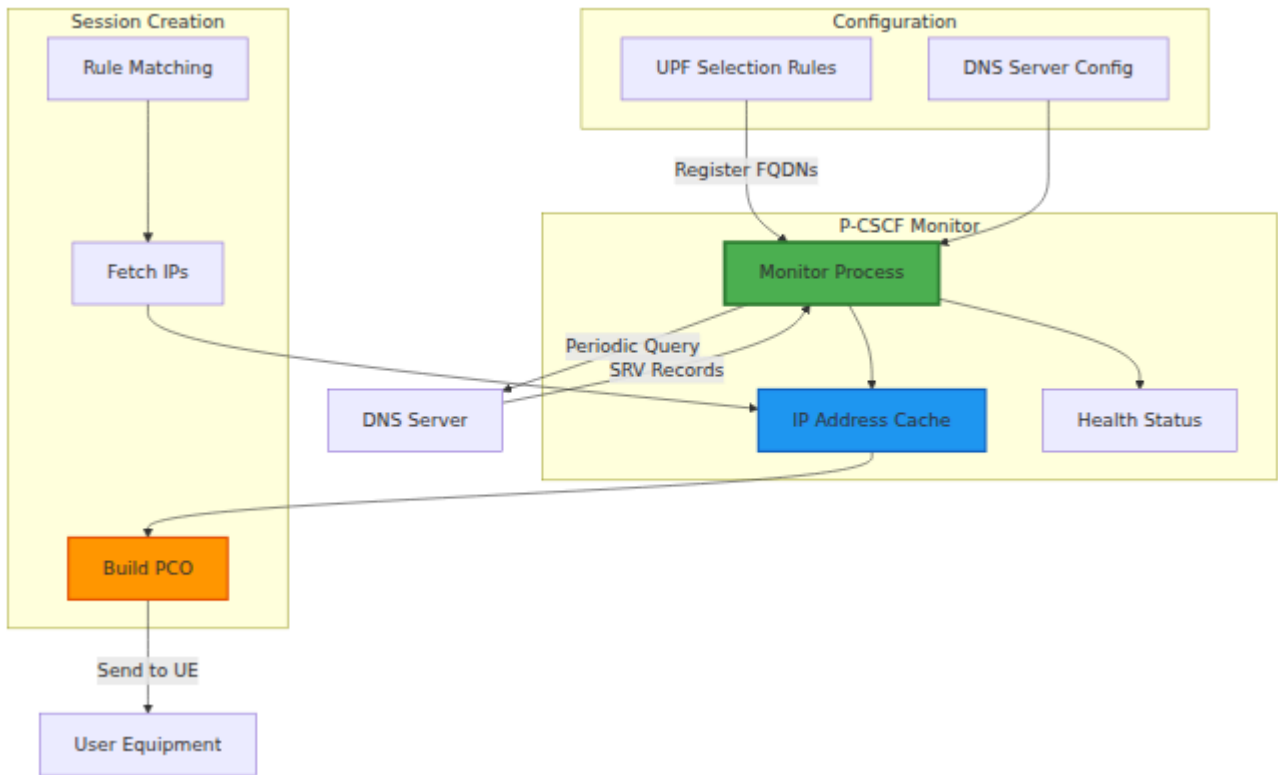 Session Creation
Configuration
Rule Matching
UPF Selection Rules
DNS Server Config
Register FQDNs
P-CSCF Monitor
Fetch IPs
Monitor Process
Periodic Query
SRV Records
DNS Server
IP Address Cache
Health Status
Build PCO
Send to UE
User Equipment